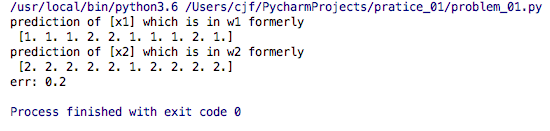 /usr/local/bin/python3.6 /Users/cjf/PycharmProjects/pratice_01/problem_01.py
prediction of [x1] which is in w1 formerly
[1. 1. 1. 2. 2. 1. 1. 1. 2. 1.]
prediction of [x2] which is in w2 formerly
[2. 2. 2. 2. 2. 1. 2. 2. 2. 2.]
err: 0.2
Process finished with exit code 0